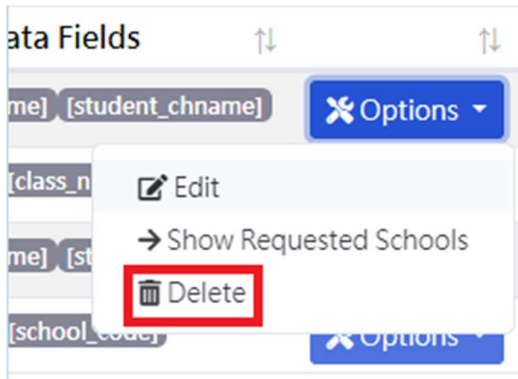 ata Fields
me] [student_chname] Options
[class_n Edit
Show Requested Schools
me] [st
Delete
[school_code] Options